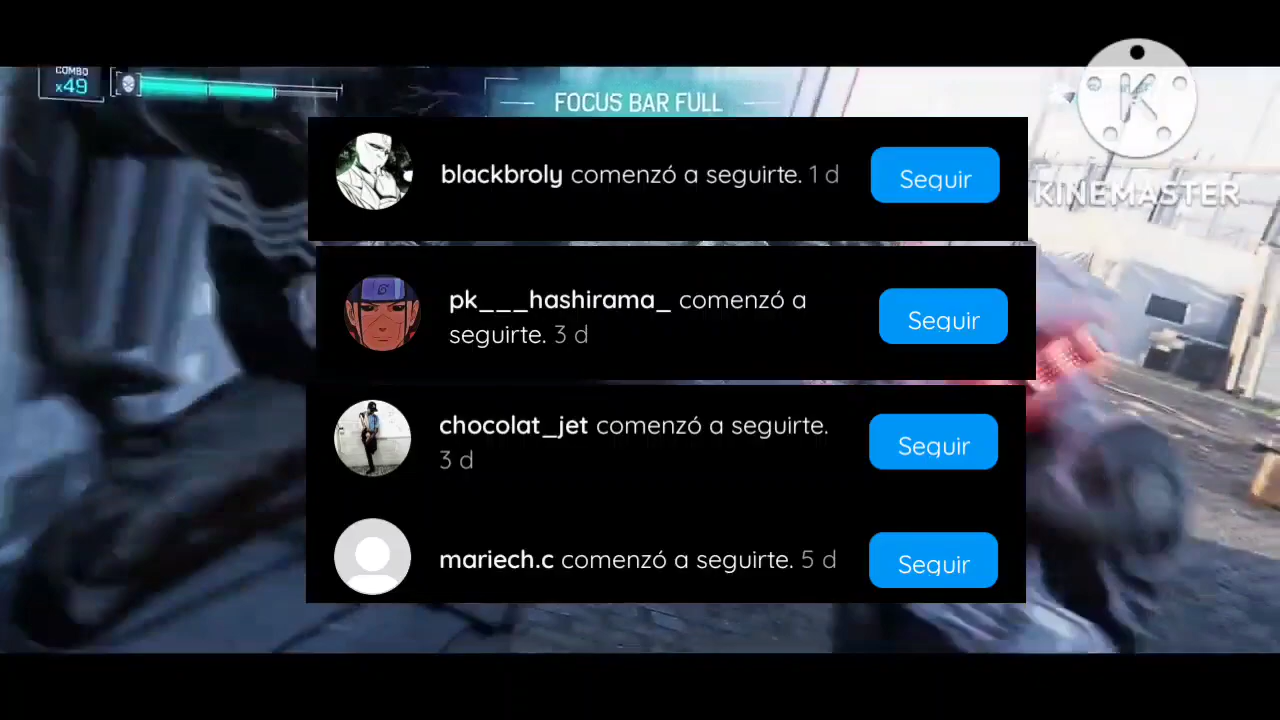 COMBO
x49
FOCUS BAR FULL
K
KINEMASTER
blackbroly comenzó a seguirte. 1 d
Seguir
pk___hashirama_ comenzó a
seguirte. 3 d
Seguir
chocolat_jet comenzó a seguirte.
3 d
Seguir
mariech.c comenzó a seguirte. 5 d
Seguir